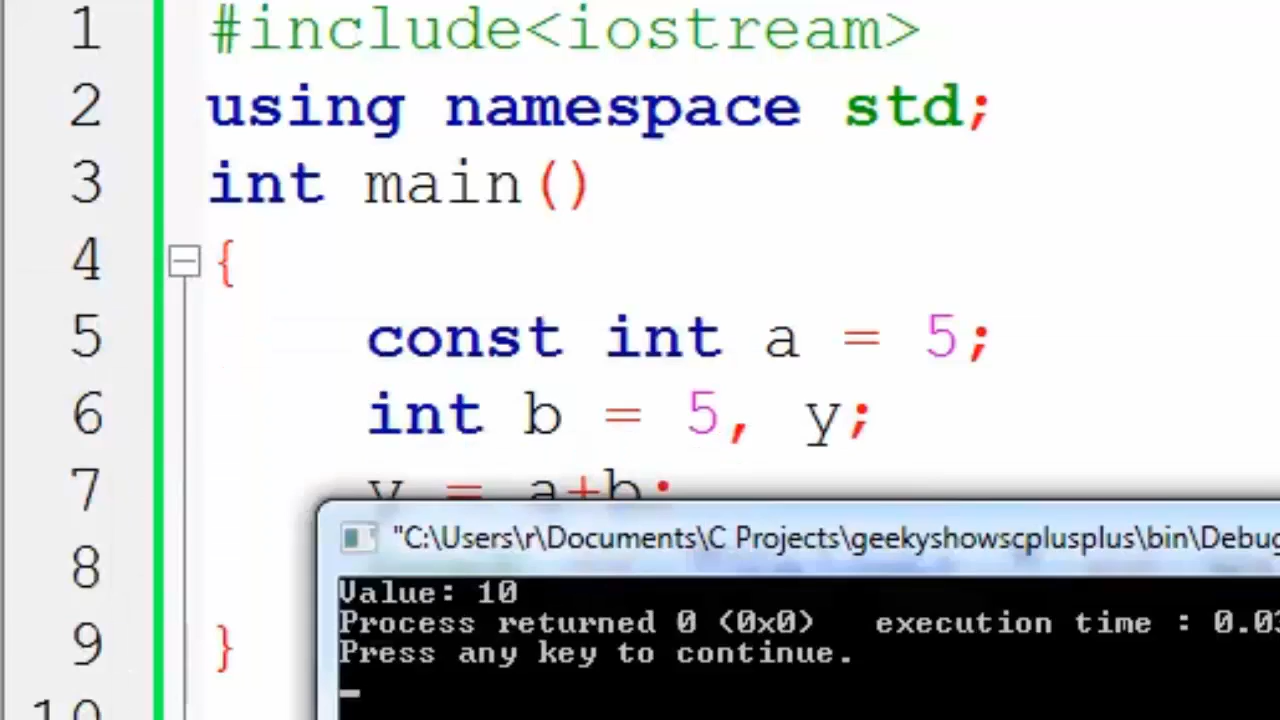 1 #include<iostream>
2 using namespace std;
3 int main()
4 {
5 const int a = 5;
6 int b = 5, y;
7 y = a+b;
8
9 }
10
"C:\Users\r\Documents\C Projects\geekyshowscplusplus\bin\Debug
Value: 10
Process returned 0 (0x0) execution time : 0.03
Press any key to continue.